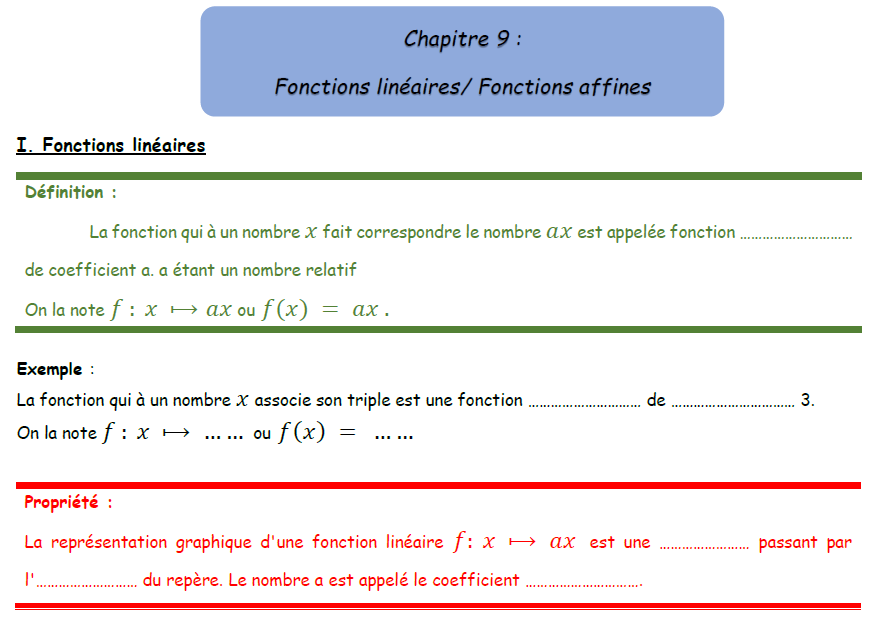 Chapitre 9 :
Fonctions linéaires/ Fonctions affines
I. Fonctions linéaires
Définition :
La fonction qui à un nombre x fait correspondre le nombre ax est appelée fonction ..............................
de coefficient a. a étant un nombre relatif
On la note f : x ⟼ ax ou f(x) = ax .
Exemple :
La fonction qui à un nombre x associe son triple est une fonction .............................. de ................................. 3.
On la note f : x ⟼ ... ... ou f(x) = ... ...
Propriété :
La représentation graphique d'une fonction linéaire f: x ⟼ ax est une ........................ passant par
l'........................... du repère. Le nombre a est appelé le coefficient ...............................